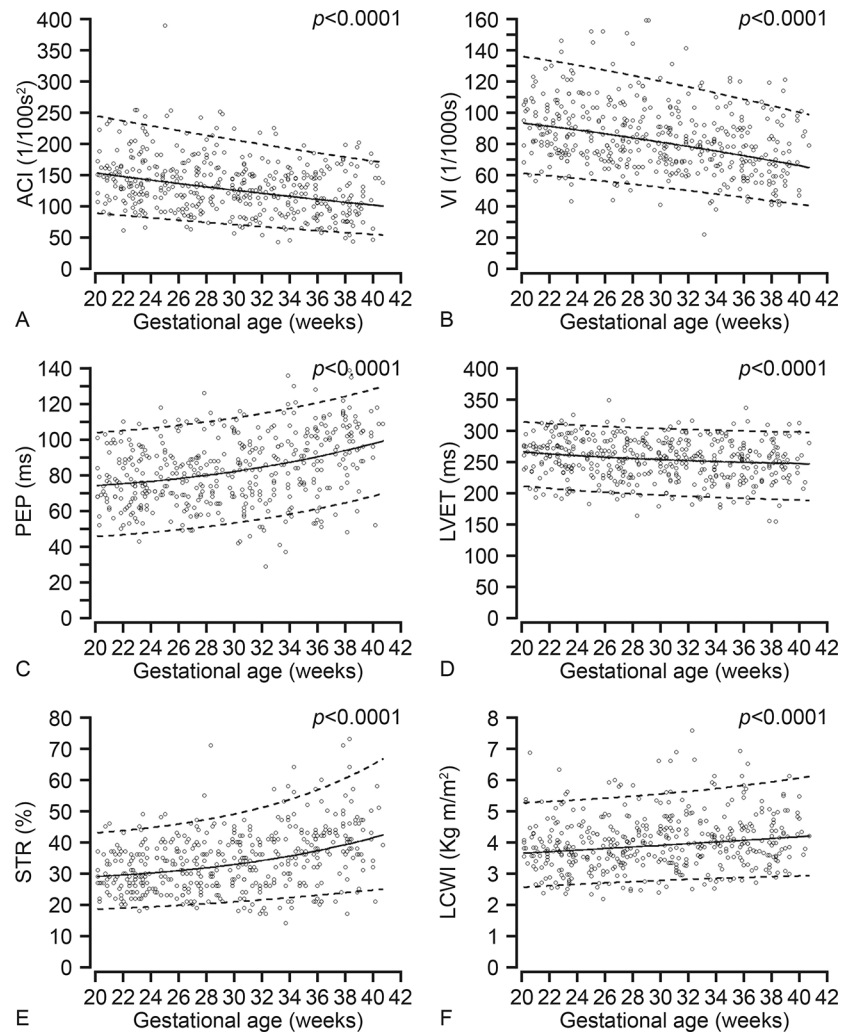 p<0.0001
400
350
300
250
200
150
100
50
0
ACI (1/100s²)
20 22 24 26 28 30 32 34 36 38 40 42
A Gestational age (weeks)
p<0.0001
160
140
120
100
80
60
40
20
0
VI (1/1000s)
20 22 24 26 28 30 32 34 36 38 40 42
B Gestational age (weeks)
p<0.0001
140
120
100
80
60
40
20
0
PEP (ms)
20 22 24 26 28 30 32 34 36 38 40 42
C Gestational age (weeks)
p<0.0001
400
350
300
250
200
150
100
50
0
LVET (ms)
20 22 24 26 28 30 32 34 36 38 40 42
D Gestational age (weeks)
p<0.0001
80
70
60
50
40
30
20
10
0
STR (%)
20 22 24 26 28 30 32 34 36 38 40 42
E Gestational age (weeks)
p<0.0001
8
7
6
5
4
3
2
1
0
LCWI (Kg m/m²)
20 22 24 26 28 30 32 34 36 38 40 42
F Gestational age (weeks)